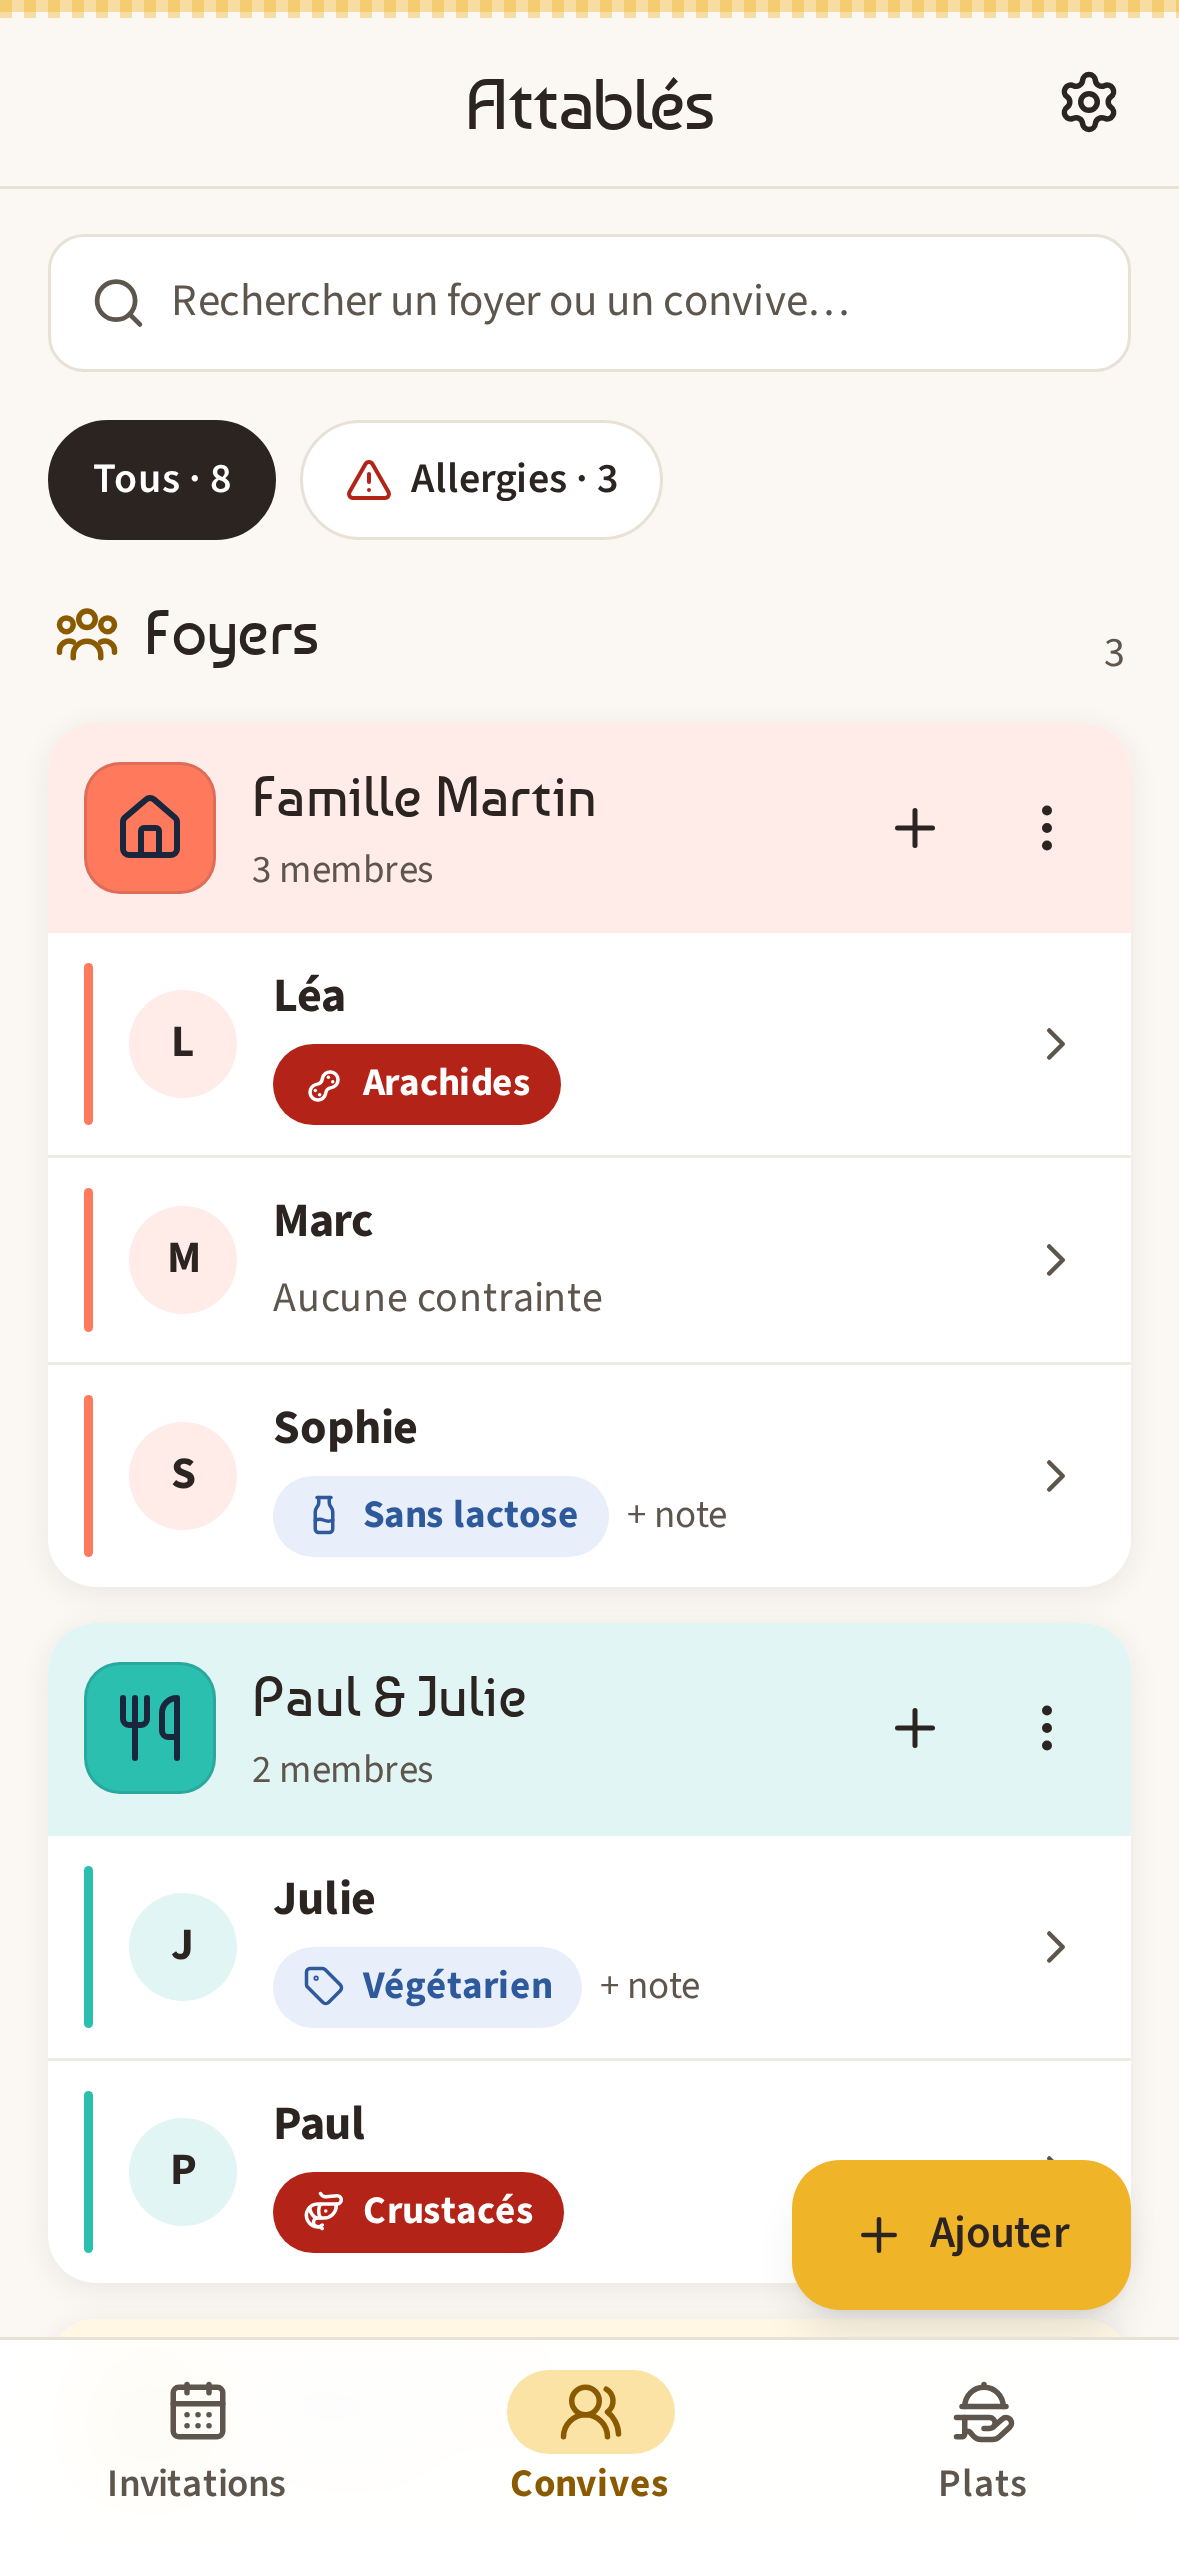 Attablés
Rechercher un foyer ou un convive…
Tous · 8
Allergies · 3
Foyers
3
Famille Martin
3 membres
L
Léa
Arachides
M
Marc
Aucune contrainte
S
Sophie
Sans lactose
+ note
Paul & Julie
2 membres
J
Julie
Végétarien
+ note
P
Paul
Crustacés
+ Ajouter
Invitations
Convives
Plats